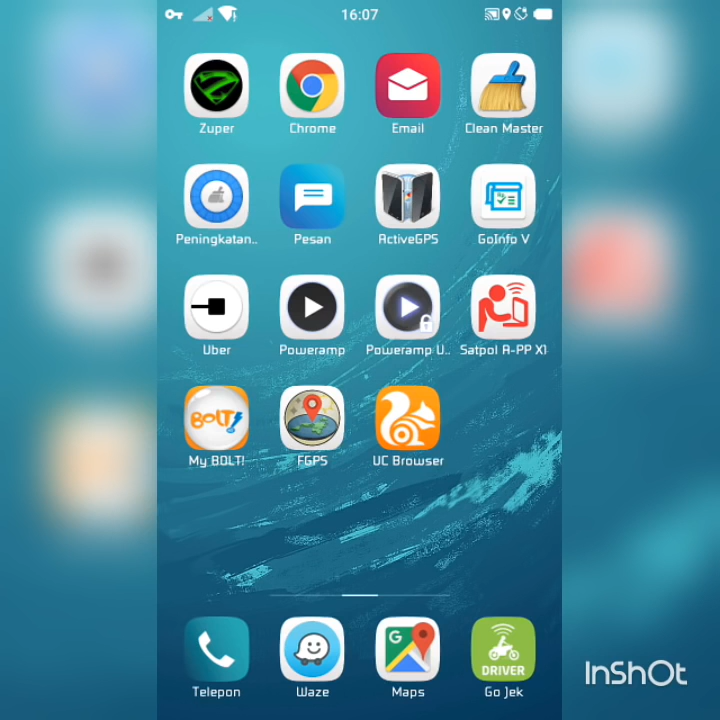 16:07
Zuper
Chrome
Email
Clean Master
Peningkatan..
Pesan
ActiveGPS
GoInfo V
Uber
Poweramp
Poweramp U..
Satpol A-PP X1
BOLT!
My BOLT!
FGPS
UC Browser
G
DRIVER
Telepon
Waze
Maps
Go Jek
InShOt